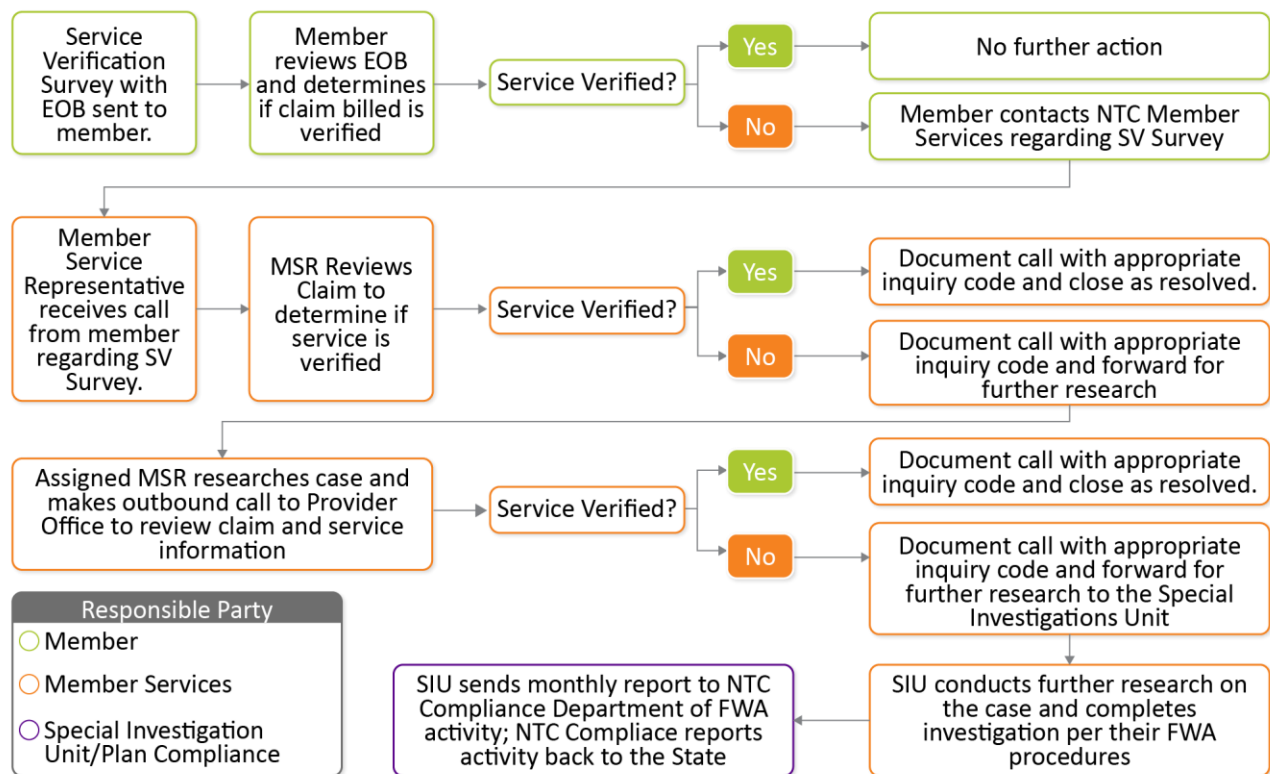 Service
Verification
Survey with
EOB sent to
member.
Member
reviews EOB
and determines
if claim billed is
verified
Service Verified?
Yes
No further action
No
Member contacts NTC Member
Services regarding SV Survey
Member
Service
Representative
receives call
from member
regarding SV
Survey.
MSR Reviews
Claim to
determine if
service is
verified
Service Verified?
Yes
Document call with appropriate
inquiry code and close as resolved.
No
Document call with appropriate
inquiry code and forward for
further research
Assigned MSR researches case and
makes outbound call to Provider
Office to review claim and service
information
Service Verified?
Yes
Document call with appropriate
inquiry code and close as resolved.
No
Document call with appropriate
inquiry code and forward for
further research to the Special
Investigations Unit
SIU conducts further research on
the case and completes
investigation per their FWA
procedures
SIU sends monthly report to NTC
Compliance Department of FWA
activity; NTC Compliace reports
activity back to the State
Responsible Party
Member
Member Services
Special Investigation
Unit/Plan Compliance